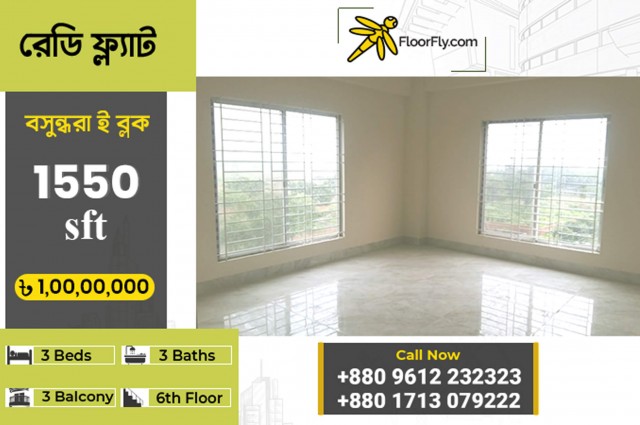 রেডি ফ্ল্যাট
FloorFly.com
বসুন্ধরা ই ব্লক
1550
sft
৳ 1,00,00,000
3 Beds
3 Baths
3 Balcony
6th Floor
Call Now
+880 9612 232323
+880 1713 079222